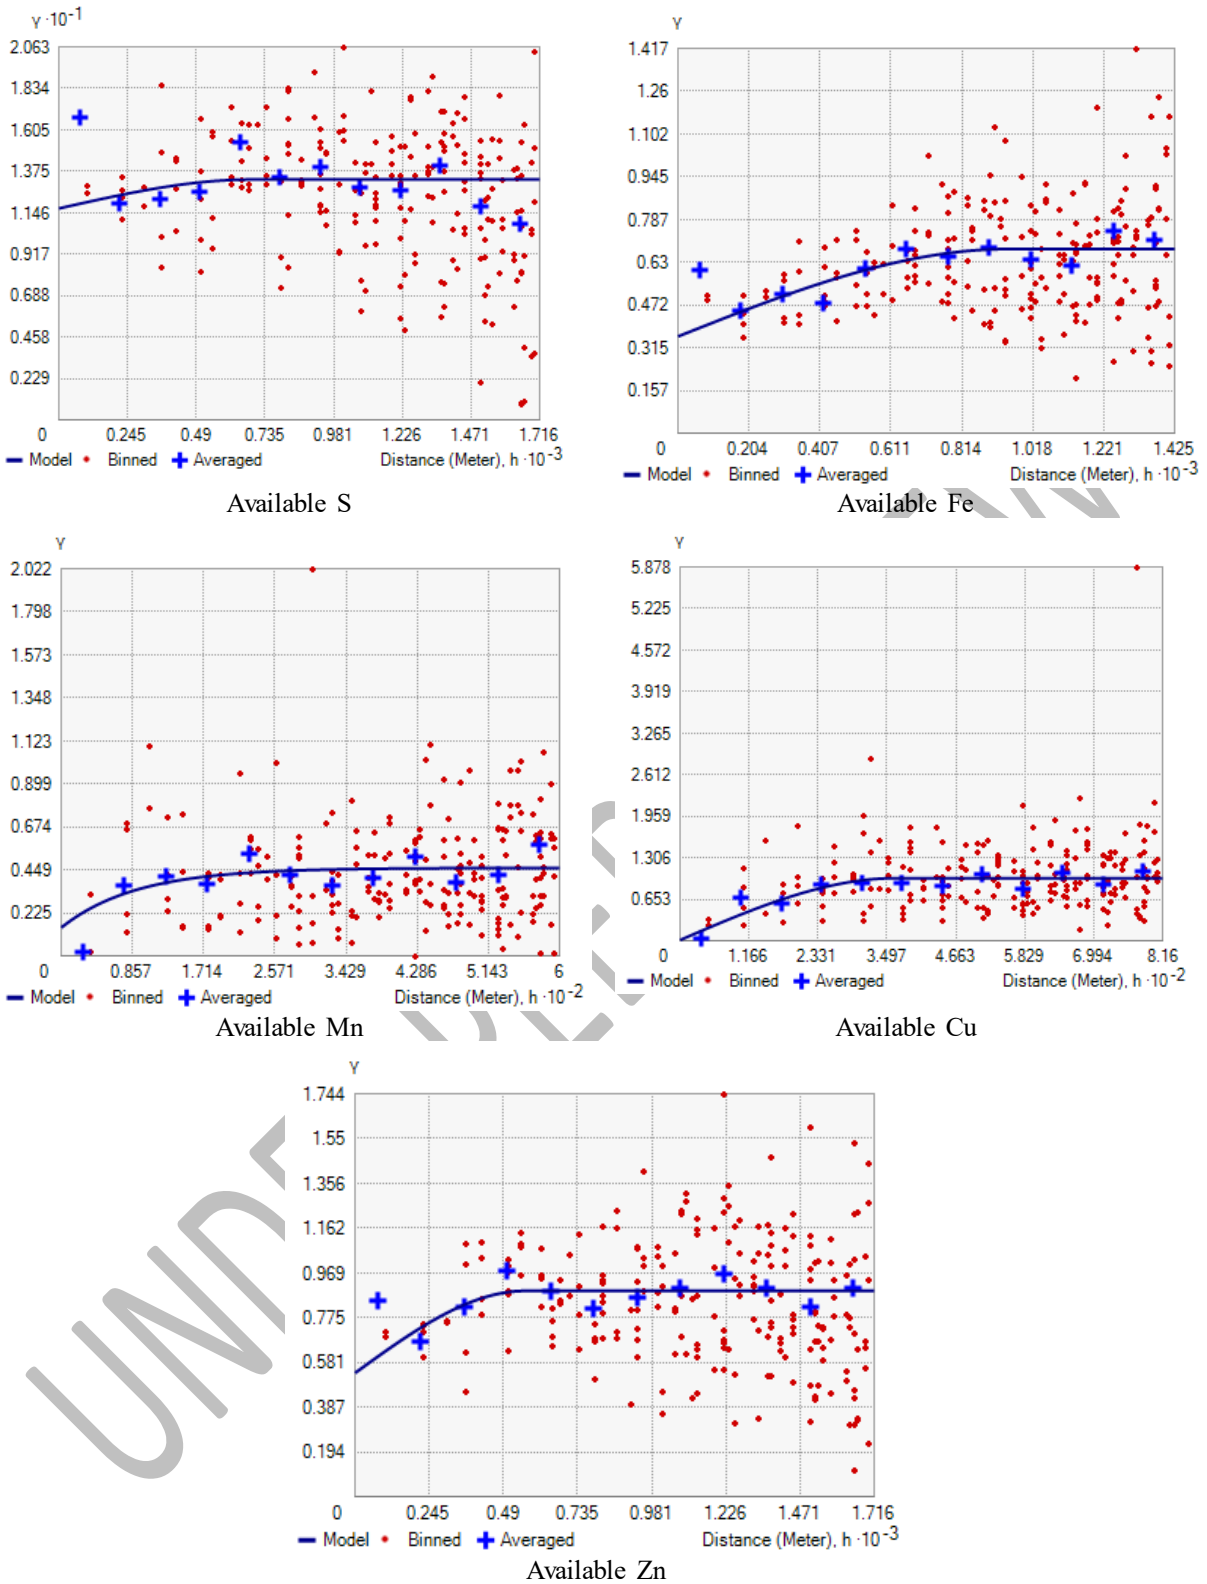 γ ·10⁻¹
2.063
1.834
1.605
1.375
1.146
0.917
0.688
0.458
0.229
0 0.245 0.49 0.735 0.981 1.226 1.471 1.716
Model Binned Averaged Distance (Meter), h ·10⁻³
Available S
γ
1.417
1.26
1.102
0.945
0.787
0.63
0.472
0.315
0.157
0 0.204 0.407 0.611 0.814 1.018 1.221 1.425
Model Binned Averaged Distance (Meter), h ·10⁻³
Available Fe
γ
2.022
1.798
1.573
1.348
1.123
0.899
0.674
0.449
0.225
0 0.857 1.714 2.571 3.429 4.286 5.143 6
Model Binned Averaged Distance (Meter), h ·10⁻²
Available Mn
γ
5.878
5.225
4.572
3.919
3.265
2.612
1.959
1.306
0.653
0 1.166 2.331 3.497 4.663 5.829 6.994 8.16
Model Binned Averaged Distance (Meter), h ·10⁻²
Available Cu
γ
1.744
1.55
1.356
1.162
0.969
0.775
0.581
0.387
0.194
0 0.245 0.49 0.735 0.981 1.226 1.471 1.716
Model Binned Averaged Distance (Meter), h ·10⁻³
Available Zn